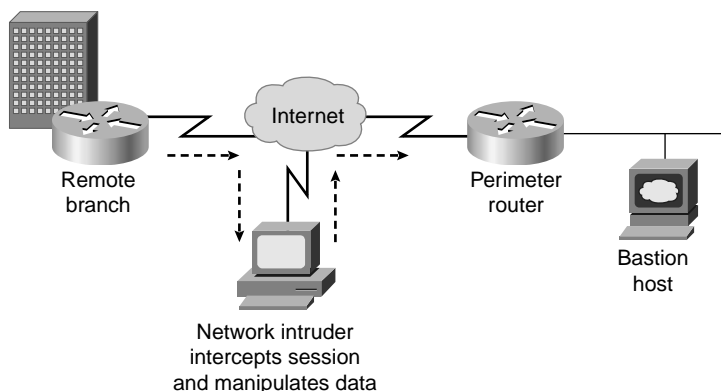 Internet
Remote
branch
Perimeter
router
Bastion
host
Network intruder
intercepts session
and manipulates data